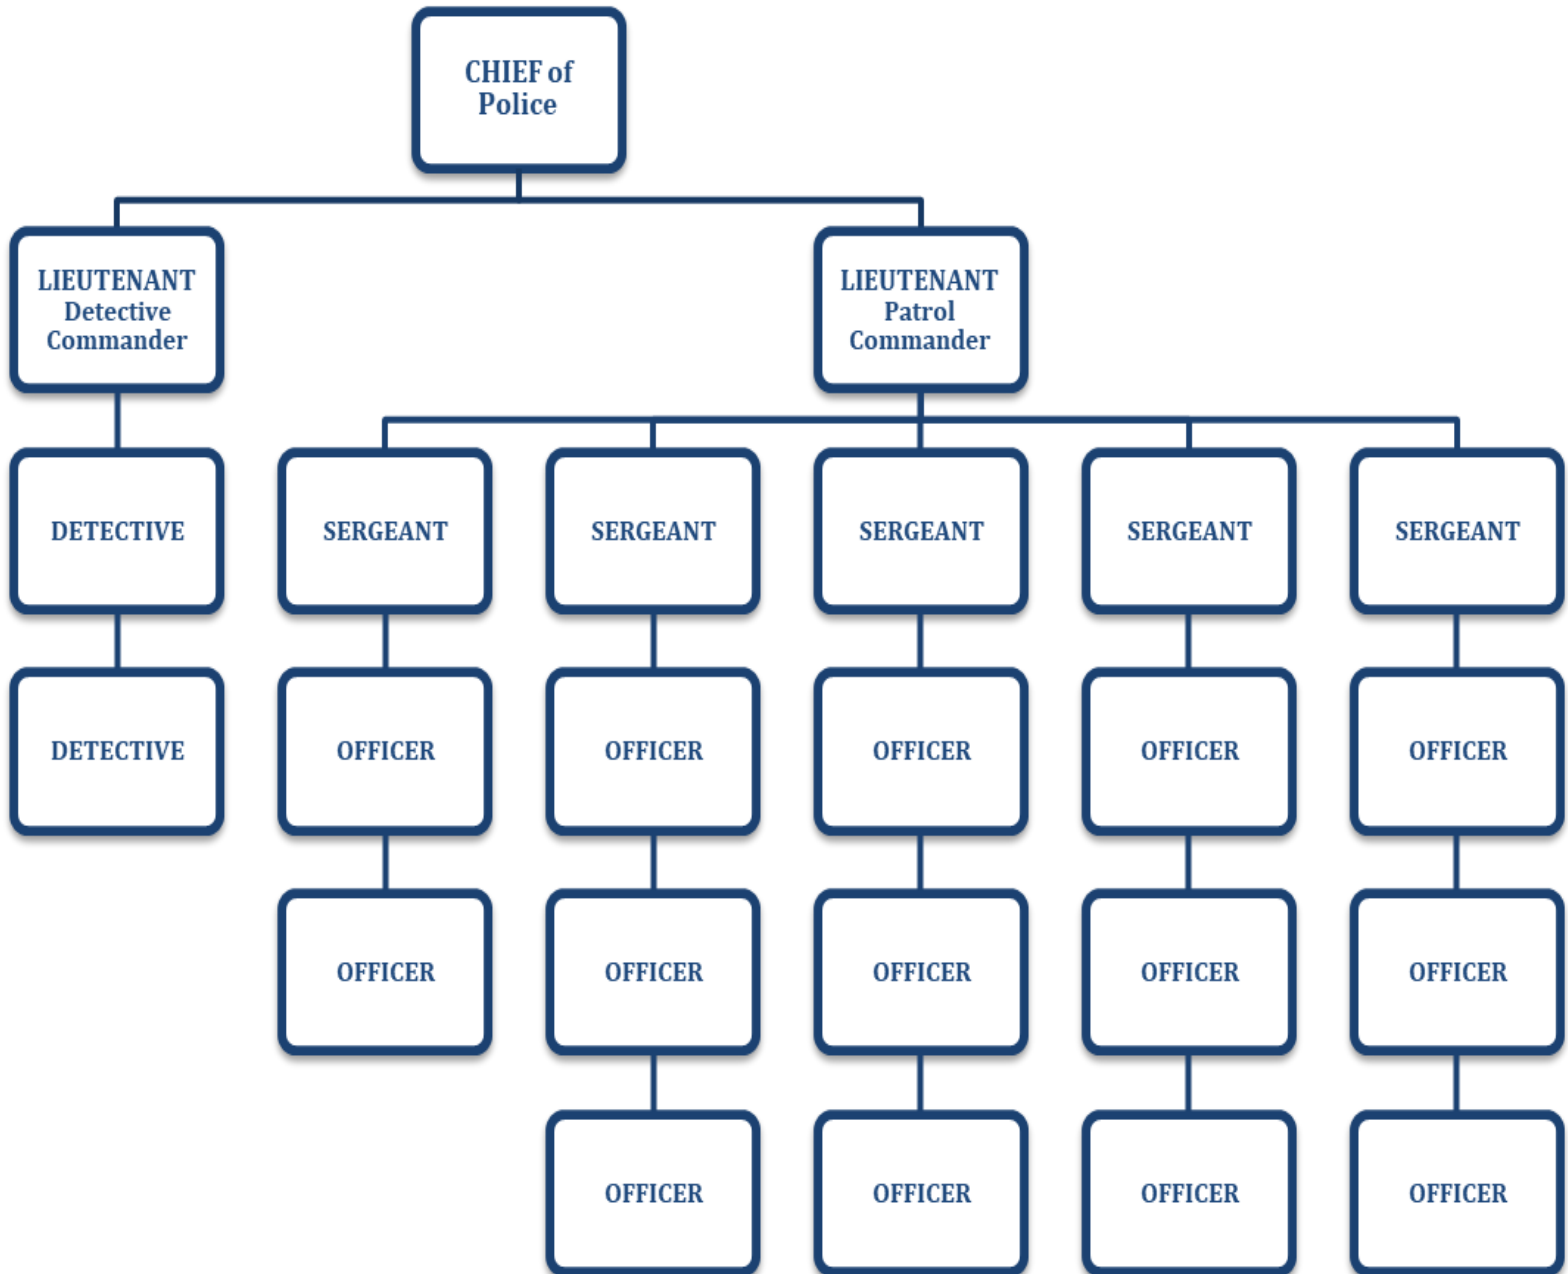 CHIEF of
Police
LIEUTENANT
Detective
Commander
LIEUTENANT
Patrol
Commander
DETECTIVE
SERGEANT
SERGEANT
SERGEANT
SERGEANT
SERGEANT
DETECTIVE
OFFICER
OFFICER
OFFICER
OFFICER
OFFICER
OFFICER
OFFICER
OFFICER
OFFICER
OFFICER
OFFICER
OFFICER
OFFICER
OFFICER